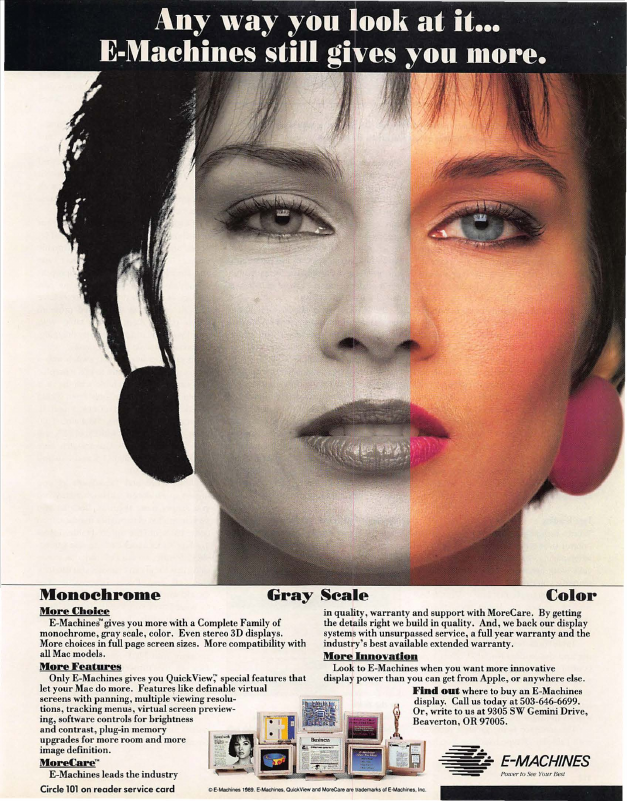 Any way you look at it...
E-Machines still gives you more.
Monochrome
Gray Scale
Color
More Choice
E-Machines™ gives you more with a Complete Family of
monochrome, gray scale, color. Even stereo 3D displays.
More choices in full page screen sizes. More compatibility with
all Mac models.
More Features
Only E-Machines gives you QuickView,™ special features that
let your Mac do more. Features like definable virtual
screens with panning, multiple viewing resolu-
tions, tracking menus, virtual screen preview-
ing, software controls for brightness
and contrast, plug-in memory
upgrades for more room and more
image definition.
MoreCare™
E-Machines leads the industry
in quality, warranty and support with MoreCare. By getting
the details right we build in quality. And, we back our display
systems with unsurpassed service, a full year warranty and the
industry's best available extended warranty.
More Innovation
Look to E-Machines when you want more innovative
display power than you can get from Apple, or anywhere else.
Find out where to buy an E-Machines
display. Call us today at 503-646-6699.
Or, write to us at 9305 SW Gemini Drive,
Beaverton, OR 97005.
Business
E-MACHINES
Power to See Your Best
Circle 101 on reader service card
© E-Machines 1989. E-Machines, QuickView and MoreCare are trademarks of E-Machines, Inc.